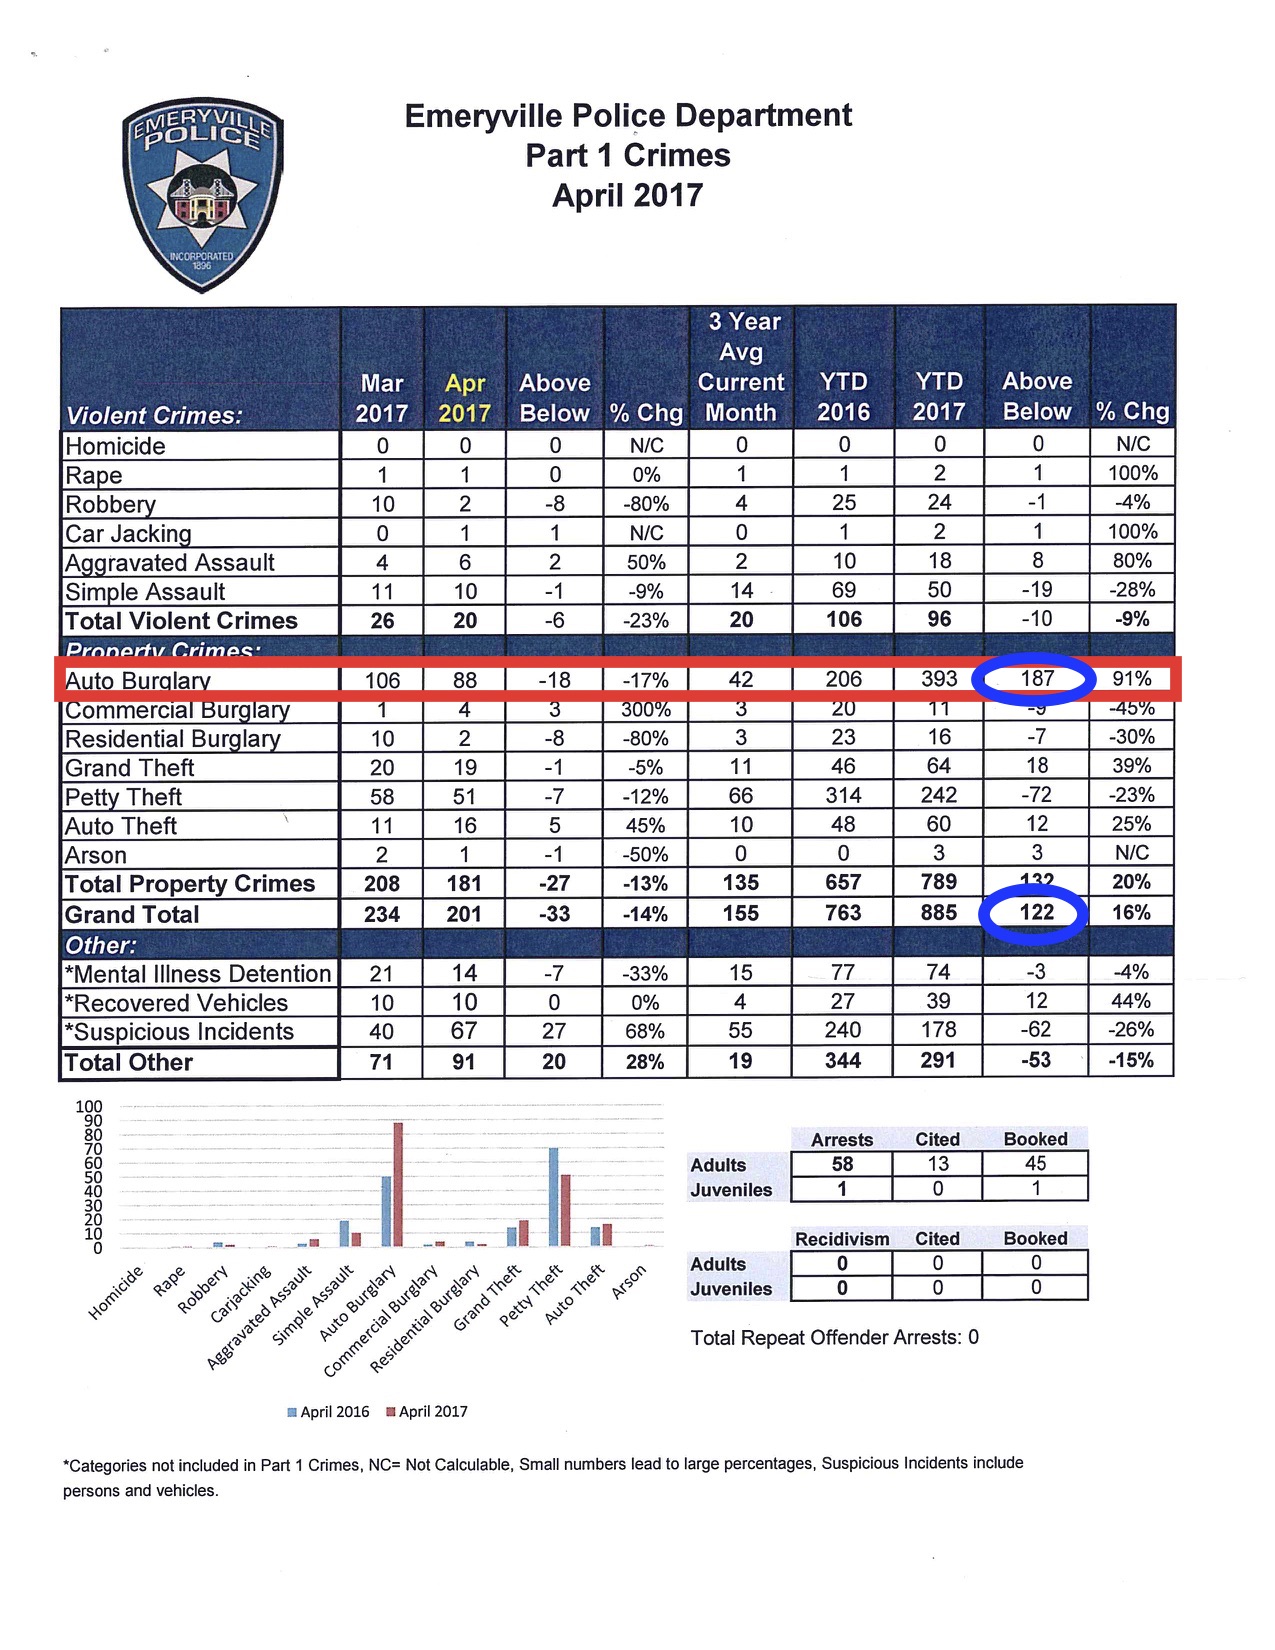 EMERYVILLE
POLICE
INCORPORATED
1896
Emeryville Police Department
Part 1 Crimes
April 2017
Violent Crimes: Mar 2017 Apr 2017 Above Below % Chg 3 Year Avg Current Month YTD 2016 YTD 2017 Above Below % Chg
Homicide 0 0 0 N/C 0 0 0 0 N/C
Rape 1 1 0 0% 1 1 2 1 100%
Robbery 10 2 -8 -80% 4 25 24 -1 -4%
Car Jacking 0 1 1 N/C 0 1 2 1 100%
Aggravated Assault 4 6 2 50% 2 10 18 8 80%
Simple Assault 11 10 -1 -9% 14 69 50 -19 -28%
Total Violent Crimes 26 20 -6 -23% 20 106 96 -10 -9%
Property Crimes:
Auto Burglary 106 88 -18 -17% 42 206 393 187 91%
Commercial Burglary 1 4 3 300% 3 20 11 -9 -45%
Residential Burglary 10 2 -8 -80% 3 23 16 -7 -30%
Grand Theft 20 19 -1 -5% 11 46 64 18 39%
Petty Theft 58 51 -7 -12% 66 314 242 -72 -23%
Auto Theft 11 16 5 45% 10 48 60 12 25%
Arson 2 1 -1 -50% 0 0 3 3 N/C
Total Property Crimes 208 181 -27 -13% 135 657 789 132 20%
Grand Total 234 201 -33 -14% 155 763 885 122 16%
Other:
*Mental Illness Detention 21 14 -7 -33% 15 77 74 -3 -4%
*Recovered Vehicles 10 10 0 0% 4 27 39 12 44%
*Suspicious Incidents 40 67 27 68% 55 240 178 -62 -26%
Total Other 71 91 20 28% 19 344 291 -53 -15%
100
90
80
70
60
50
40
30
20
10
0
Homicide
Rape
Robbery
Carjacking
Aggravated Assault
Simple Assault
Auto Burglary
Commercial Burglary
Residential Burglary
Grand Theft
Petty Theft
Auto Theft
Arson
April 2016 April 2017
Arrests Cited Booked
Adults 58 13 45
Juveniles 1 0 1
Recidivism Cited Booked
Adults 0 0 0
Juveniles 0 0 0
Total Repeat Offender Arrests: 0
*Categories not included in Part 1 Crimes, NC= Not Calculable, Small numbers lead to large percentages, Suspicious Incidents include
persons and vehicles.